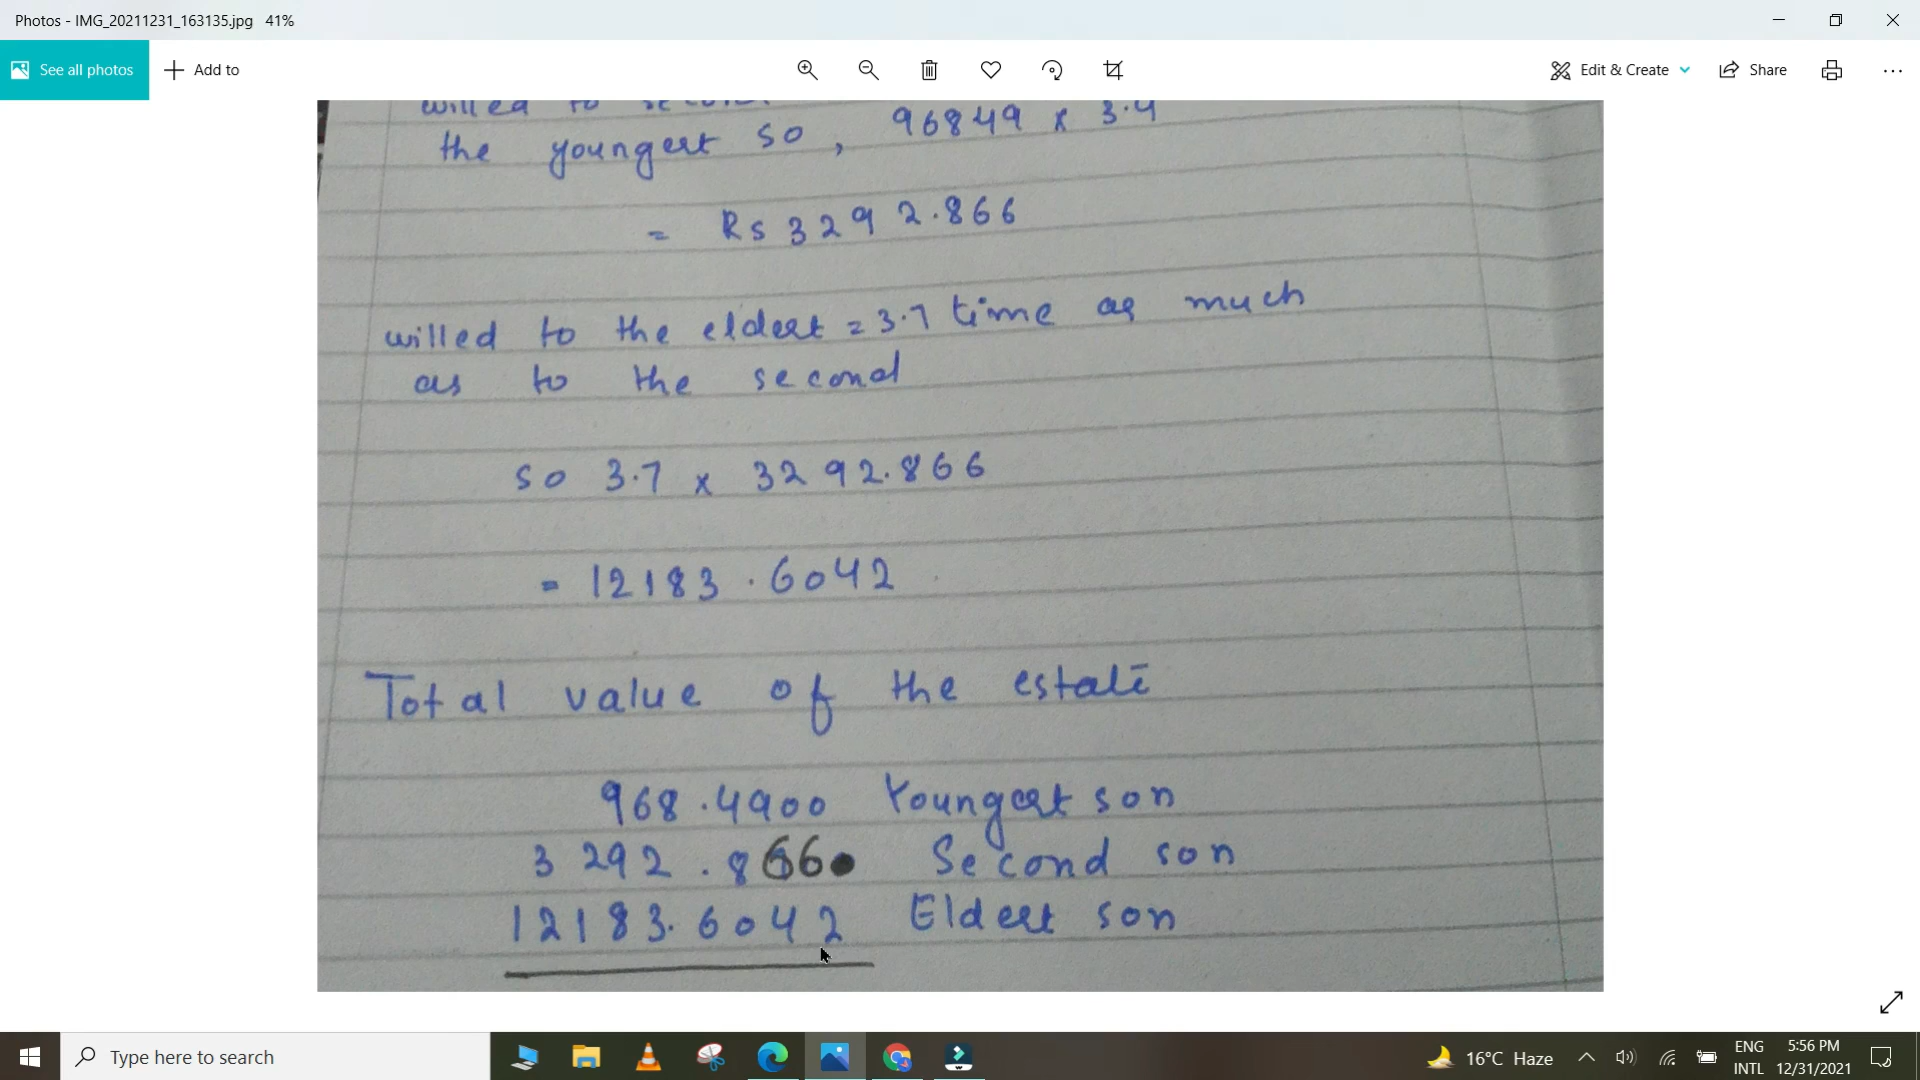 Photos - IMG_20211231_163135.jpg 41%
See all photos
Add to
Edit & Create
Share
willed to second
the youngest so , 96849 x 3.4
= Rs 3292.866
willed to the eldest = 3.7 time as much
as to the second
so 3.7 x 3292.866
= 12183.6042
Total value of the estate
968.4900 Youngest son
3292.8660 Second son
12183.6042 Eldest son
Type here to search
16°C Haze
ENG
INTL
5:56 PM
12/31/2021